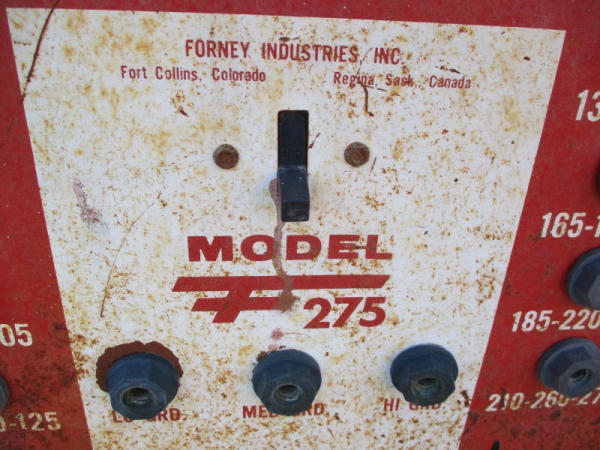 FORNEY INDUSTRIES, INC.
Fort Collins, Colorado Regina, Sask., Canada
13
165-1
MODEL
F 275
185-220
05
LO GRD. MED GRD. HI GRD. 210-260-27
0-125